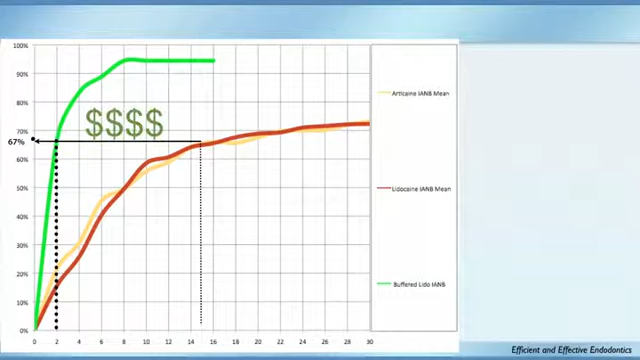 100%
90%
80%
$$$$
70%
67%
60%
50%
40%
30%
20%
10%
0%
0 2 4 6 8 10 12 14 16 18 20 22 24 26 28 30
Articaine IANB Mean
Lidocaine IANB Mean
Buffered Lido IANB
Efficient and Effective Endodontics